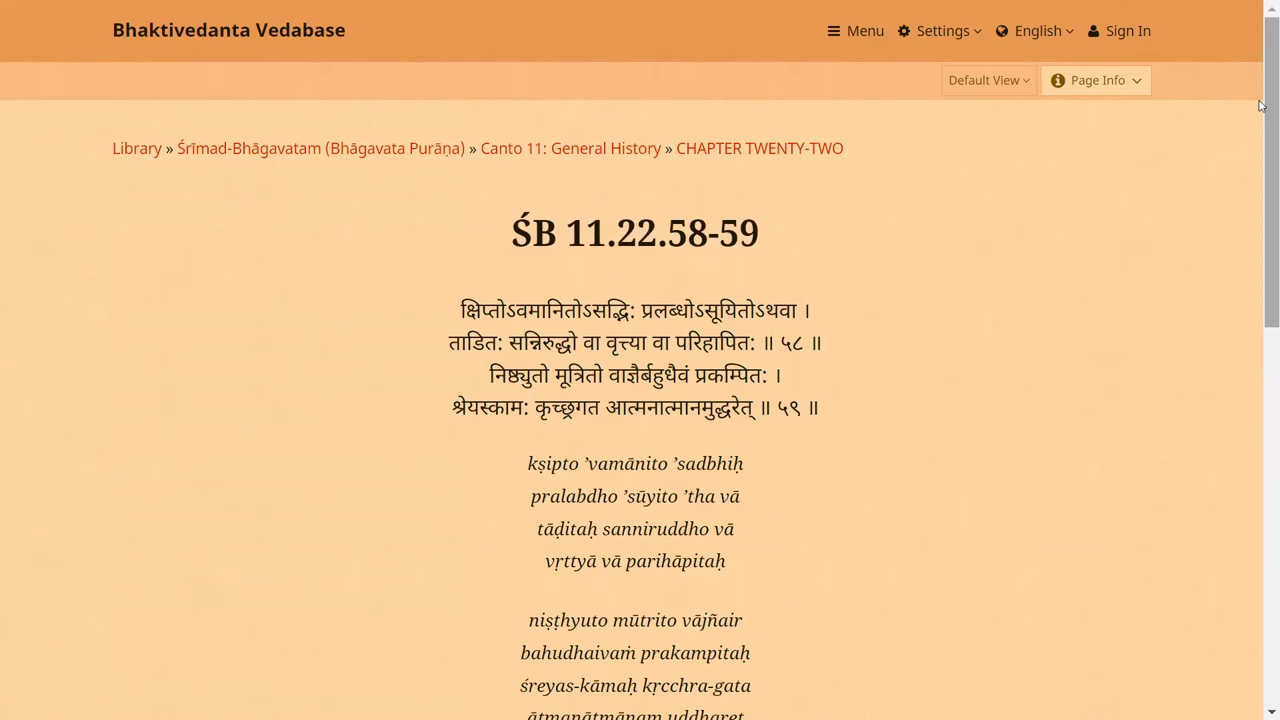 Bhaktivedanta Vedabase
Menu Settings English Sign In
Default View Page Info
Library » Śrīmad-Bhāgavatam (Bhāgavata Purāṇa) » Canto 11: General History » CHAPTER TWENTY-TWO
ŚB 11.22.58-59
क्षिप्तोऽवमानितोऽसद्भ‍ि: प्रलब्धोऽसूयितोऽथवा ।
ताडित: सन्निरुद्धो वा वृत्त्या वा परिहापित: ॥ ५८ ॥
निष्ठ्युतो मूत्रितो वाज्ञैर्बहुधैवं प्रकम्पित: ।
श्रेयस्काम: कृच्छ्रगत आत्मनात्मानमुद्धरेत् ॥ ५९ ॥
kṣipto ’vamānito ’sadbhiḥ
pralabdho ’sūyito ’tha vā
tāḍitaḥ sanniruddho vā
vṛttyā vā parihāpitaḥ
niṣṭhyuto mūtrito vājñair
bahudhaivaṁ prakampitaḥ
śreyas-kāmaḥ kṛcchra-gata
ātmanātmānam uddharet